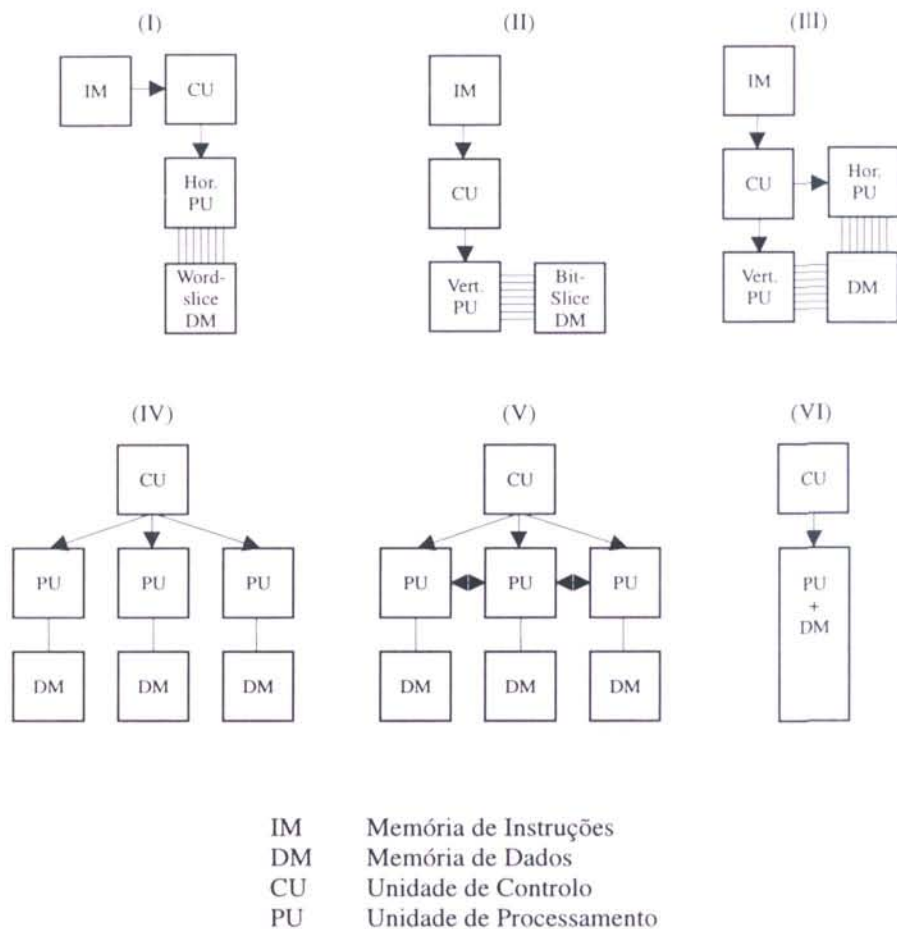 (I)
IM
CU
Hor.
PU
Word-
slice
DM
(II)
IM
CU
Vert.
PU
Bit-
Slice
DM
(III)
IM
CU
Hor.
PU
Vert.
PU
DM
(IV)
CU
PU
PU
PU
DM
DM
DM
(V)
CU
PU
PU
PU
DM
DM
DM
(VI)
CU
PU
+
DM
IM Memória de Instruções
DM Memória de Dados
CU Unidade de Controlo
PU Unidade de Processamento